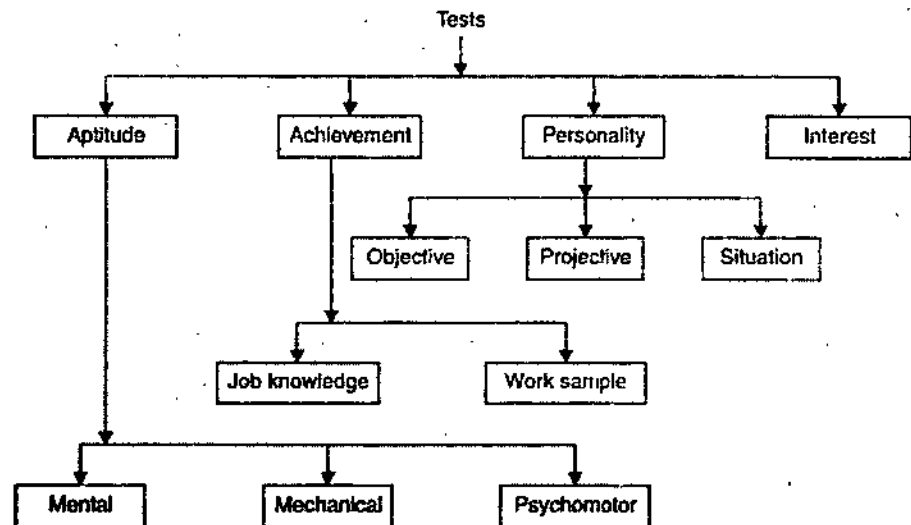 Tests
Aptitude
Achievement
Personality
Interest
Objective
Projective
Situation
Job knowledge
Work sample
Mental
Mechanical
Psychomotor